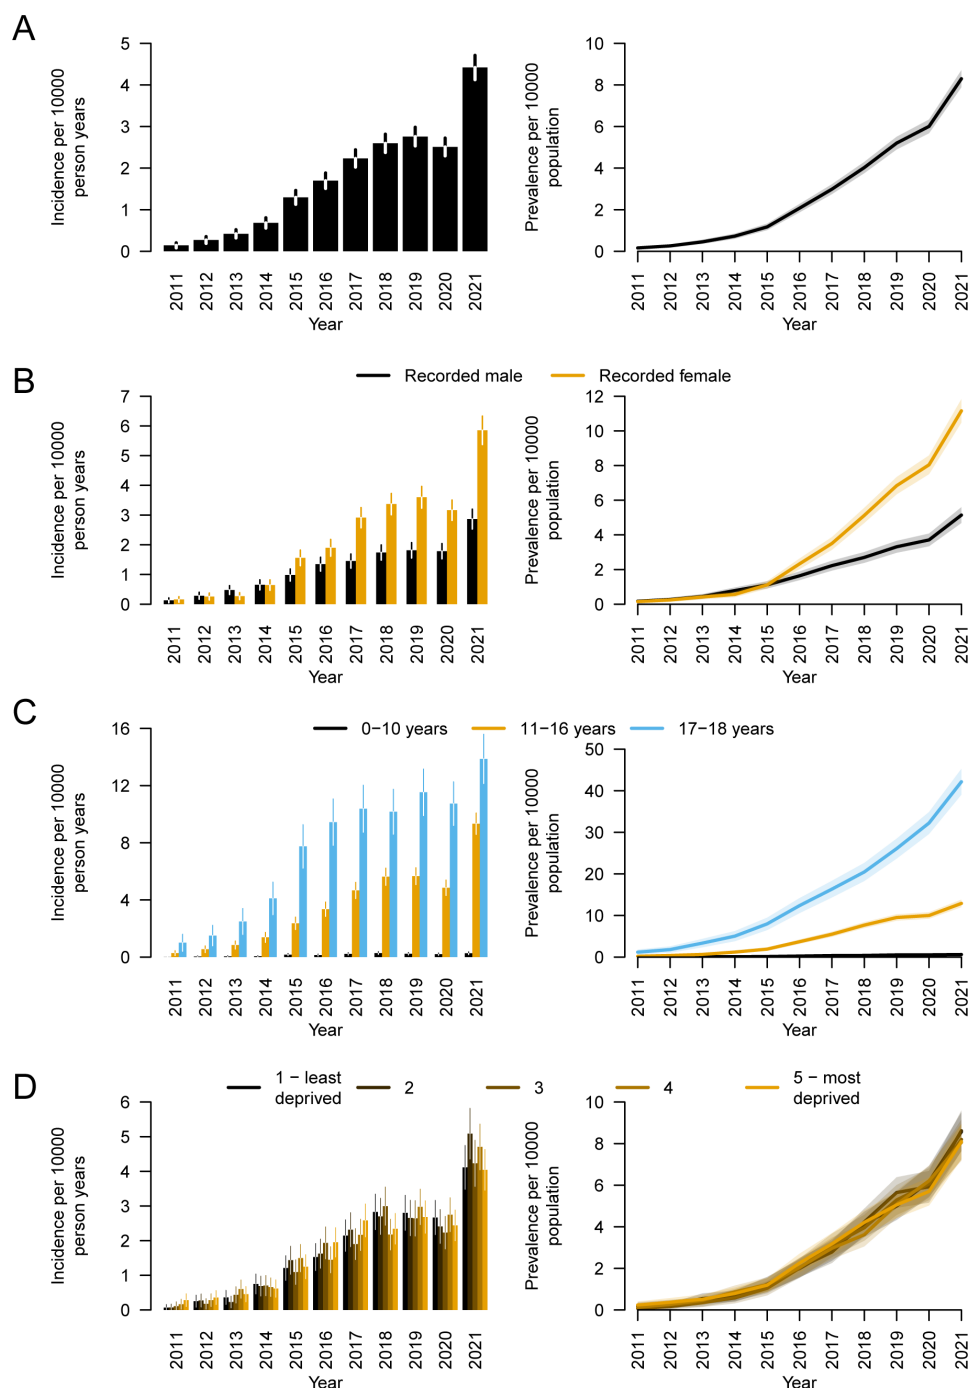 A
Incidence per 10000
person years
5
4
3
2
1
0
2011 2012 2013 2014 2015 2016 2017 2018 2019 2020 2021
Year
Prevalence per 10000
population
10
8
6
4
2
0
2011 2012 2013 2014 2015 2016 2017 2018 2019 2020 2021
Year
B
Recorded male Recorded female
Incidence per 10000
person years
7
6
5
4
3
2
1
0
2011 2012 2013 2014 2015 2016 2017 2018 2019 2020 2021
Year
Prevalence per 10000
population
12
10
8
6
4
2
0
2011 2012 2013 2014 2015 2016 2017 2018 2019 2020 2021
Year
C
0−10 years 11−16 years 17−18 years
Incidence per 10000
person years
16
12
8
4
0
2011 2012 2013 2014 2015 2016 2017 2018 2019 2020 2021
Year
Prevalence per 10000
population
50
40
30
20
10
0
2011 2012 2013 2014 2015 2016 2017 2018 2019 2020 2021
Year
D
1 − least
deprived
2
3
4
5 − most
deprived
Incidence per 10000
person years
6
5
4
3
2
1
0
2011 2012 2013 2014 2015 2016 2017 2018 2019 2020 2021
Year
Prevalence per 10000
population
10
8
6
4
2
0
2011 2012 2013 2014 2015 2016 2017 2018 2019 2020 2021
Year